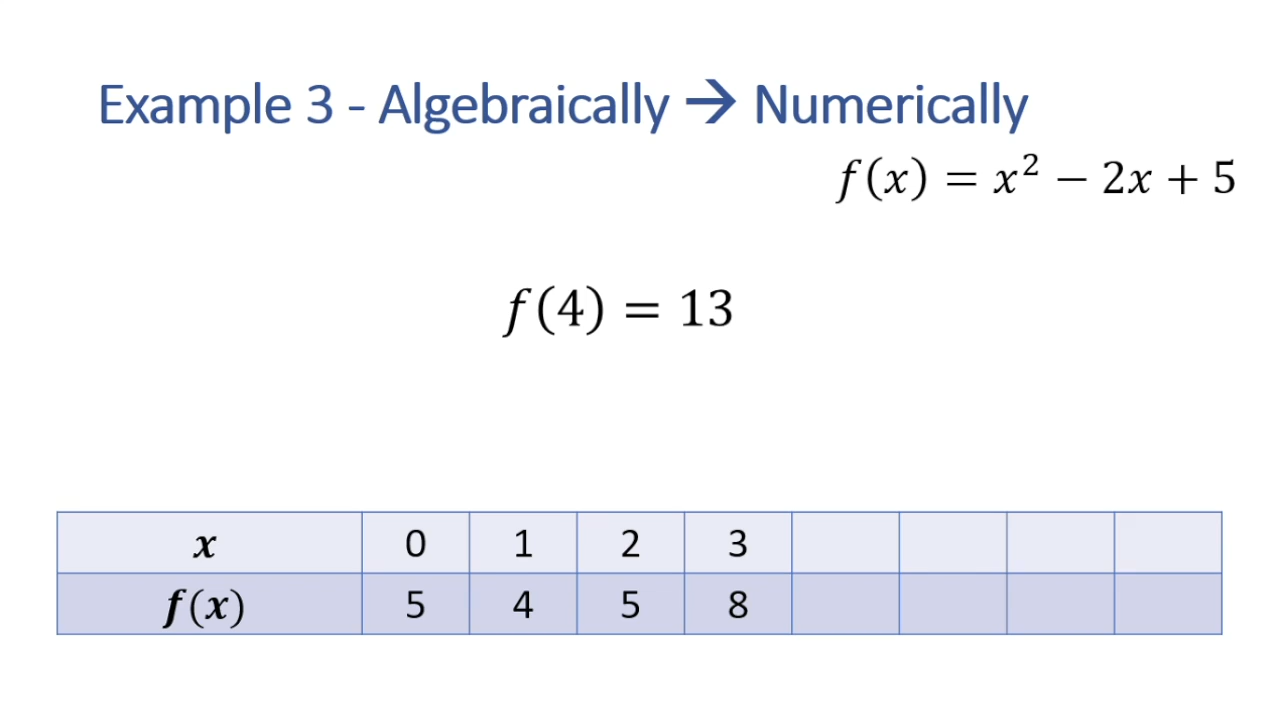 Example 3 - Algebraically → Numerically
f(x) = x² − 2x + 5
f(4) = 13
x 0 1 2 3
f(x) 5 4 5 8